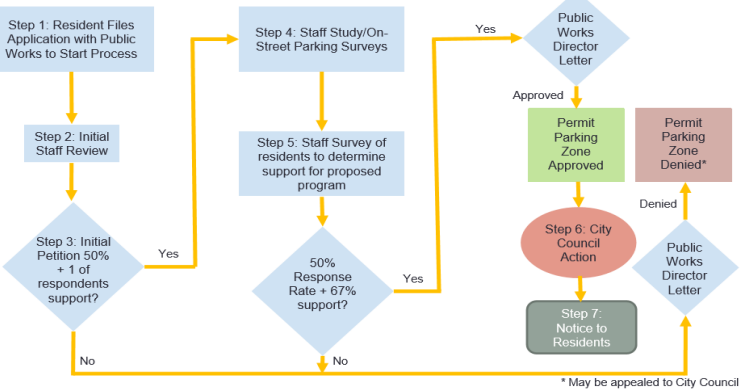 Step 1: Resident Files
Application with Public
Works to Start Process
Step 2: Initial
Staff Review
Step 3: Initial
Petition 50%
+ 1 of
respondents
support?
Yes
No
Step 4: Staff Study/On-
Street Parking Surveys
Step 5: Staff Survey of
residents to determine
support for proposed
program
50%
Response
Rate + 67%
support?
Yes
No
Yes
Public
Works
Director
Letter
Approved
Permit
Parking
Zone
Approved
Step 6: City
Council
Action
Step 7:
Notice to
Residents
Permit
Parking
Zone
Denied*
Denied
Public
Works
Director
Letter
* May be appealed to City Council